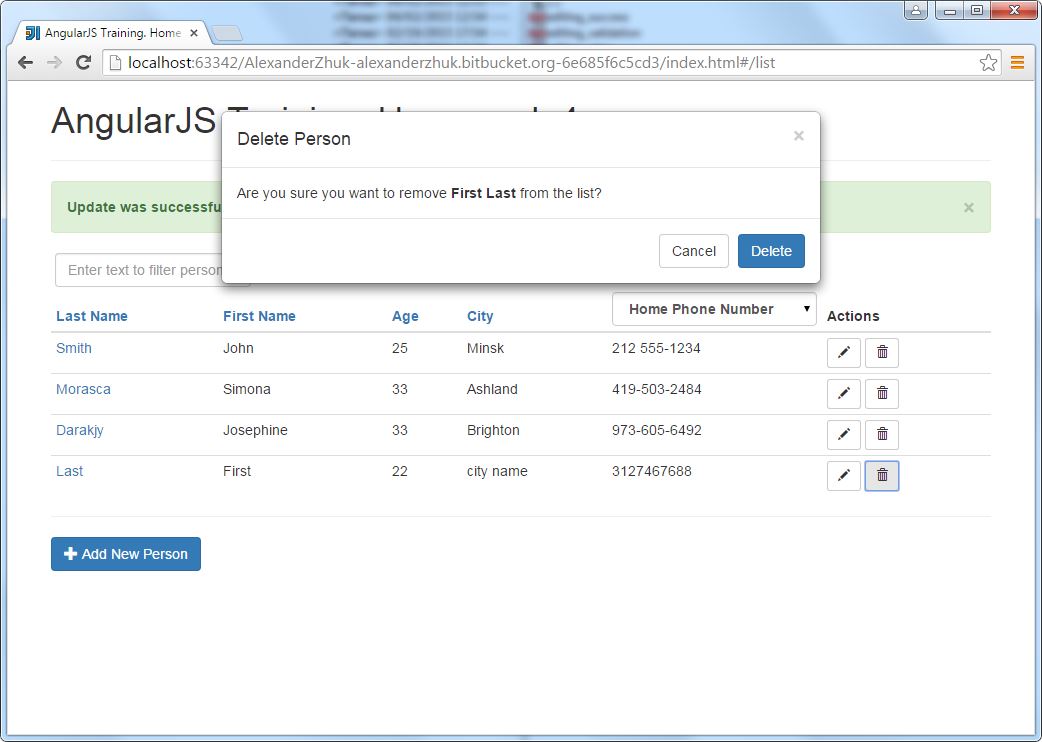 AngularJS Training. Home
localhost:63342/AlexanderZhuk-alexanderzhuk.bitbucket.org-6e685f6c5cd3/index.html#/list
AngularJS
Delete Person
×
Are you sure you want to remove First Last from the list?
Cancel Delete
Update was successfu
×
Enter text to filter person
Last Name First Name Age City Home Phone Number Actions
Smith John 25 Minsk 212 555-1234
Morasca Simona 33 Ashland 419-503-2484
Darakjy Josephine 33 Brighton 973-605-6492
Last First 22 city name 3127467688
Add New Person